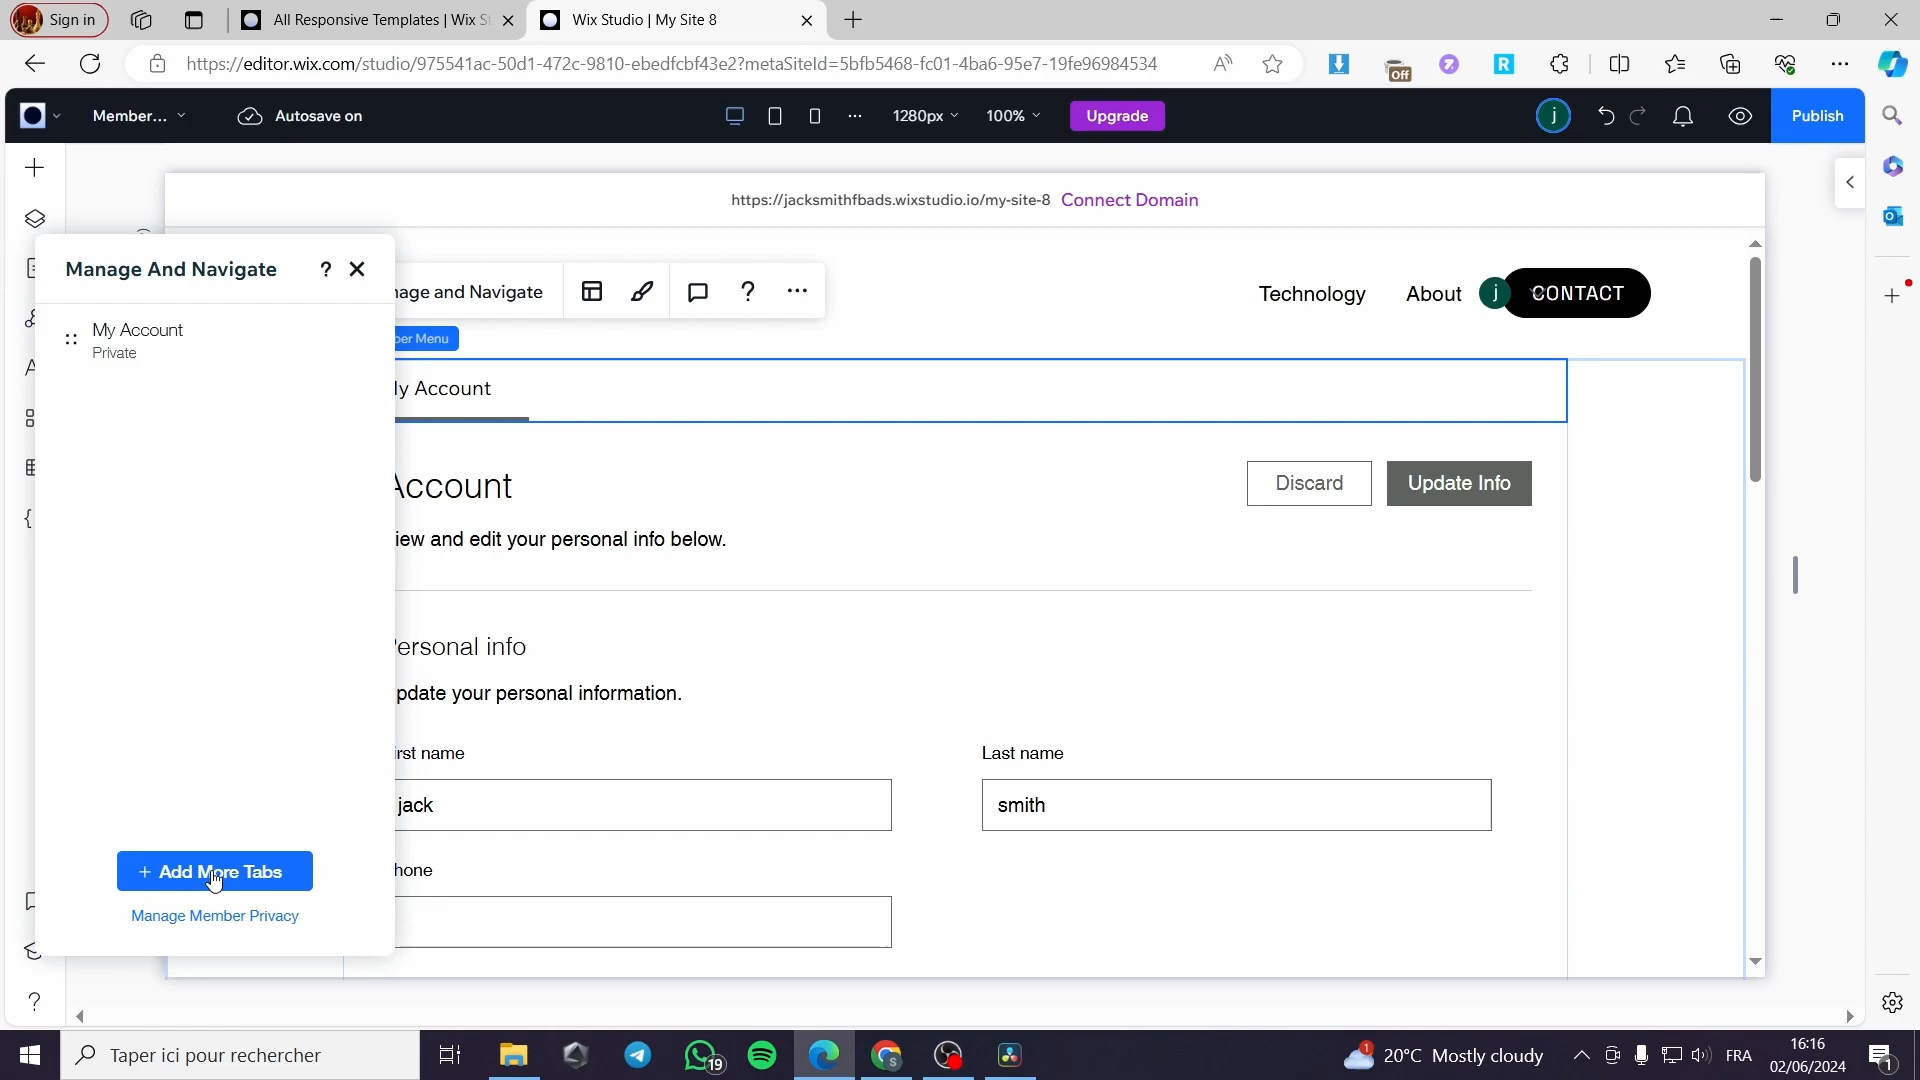 Sign in
All Responsive Templates | Wix S
Wix Studio | My Site 8
https://editor.wix.com/studio/975541ac-50d1-472c-9810-ebedfcbf43e2?metaSiteId=5bfb5468-fc01-4ba6-95e7-19fe96984534
Off
Member...
Autosave on
1280px
100%
Upgrade
j
Publish
https://jacksmithfbads.wixstudio.io/my-site-8 Connect Domain
Manage And Navigate
?
nage and Navigate
?
Technology
About
j
CONTACT
My Account
Private
ber Menu
ly Account
Account
Discard
Update Info
iew and edit your personal info below.
ersonal info
pdate your personal information.
irst name
Last name
jack
smith
+ Add More Tabs
hone
Manage Member Privacy
?
Taper ici pour rechercher
19
1
20°C Mostly cloudy
FRA
16:16
02/06/2024
1